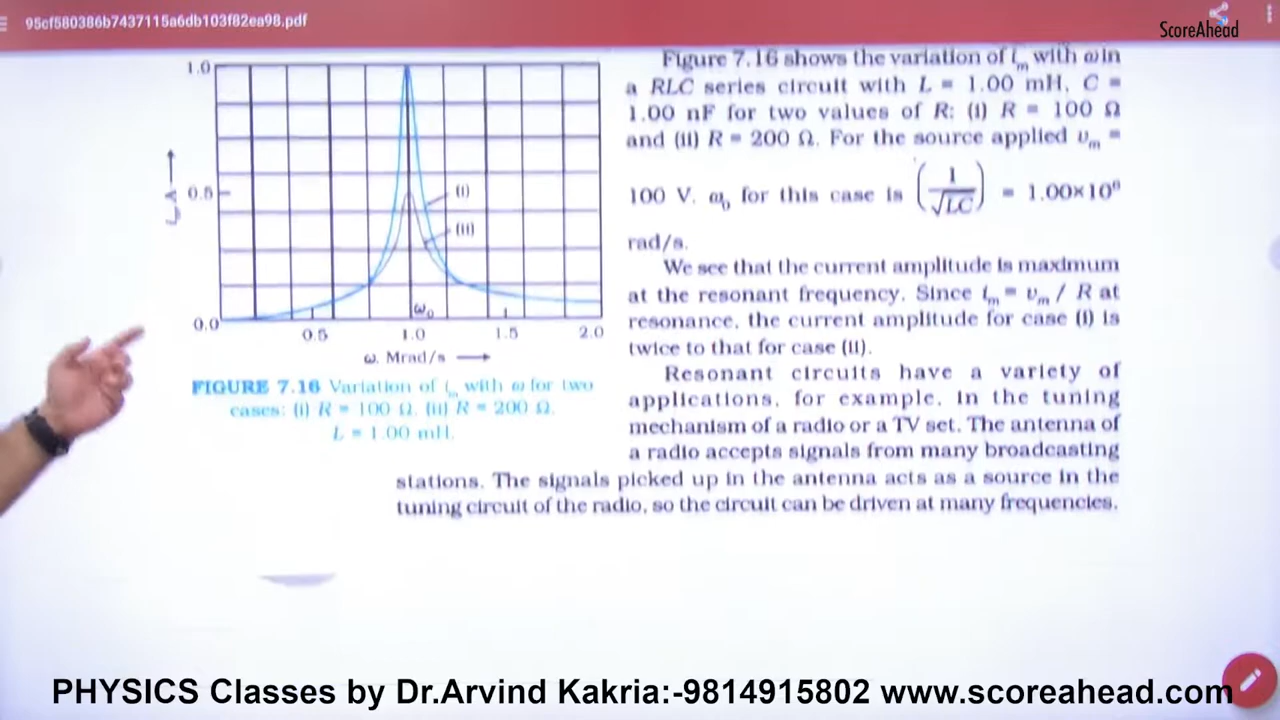 95cf580386b7437115a6db103f82ea98.pdf
ScoreAhead
1.0
0.5
0.0
i_m, A
(i)
(ii)
ω₀
0.5 1.0 1.5 2.0
ω, Mrad/s
FIGURE 7.16 Variation of i_m with ω for two
cases: (i) R = 100 Ω, (ii) R = 200 Ω,
L = 1.00 mH.
Figure 7.16 shows the variation of i_m with ω in
a RLC series circuit with L = 1.00 mH, C =
1.00 nF for two values of R: (i) R = 100 Ω
and (ii) R = 200 Ω. For the source applied v_m =
100 V. ω₀ for this case is (1/√LC) = 1.00×10⁶
rad/s.
We see that the current amplitude is maximum
at the resonant frequency. Since i_m = v_m / R at
resonance, the current amplitude for case (i) is
twice to that for case (ii).
Resonant circuits have a variety of
applications, for example, in the tuning
mechanism of a radio or a TV set. The antenna of
a radio accepts signals from many broadcasting
stations. The signals picked up in the antenna acts as a source in the
tuning circuit of the radio, so the circuit can be driven at many frequencies.
PHYSICS Classes by Dr.Arvind Kakria:-9814915802 www.scoreahead.com